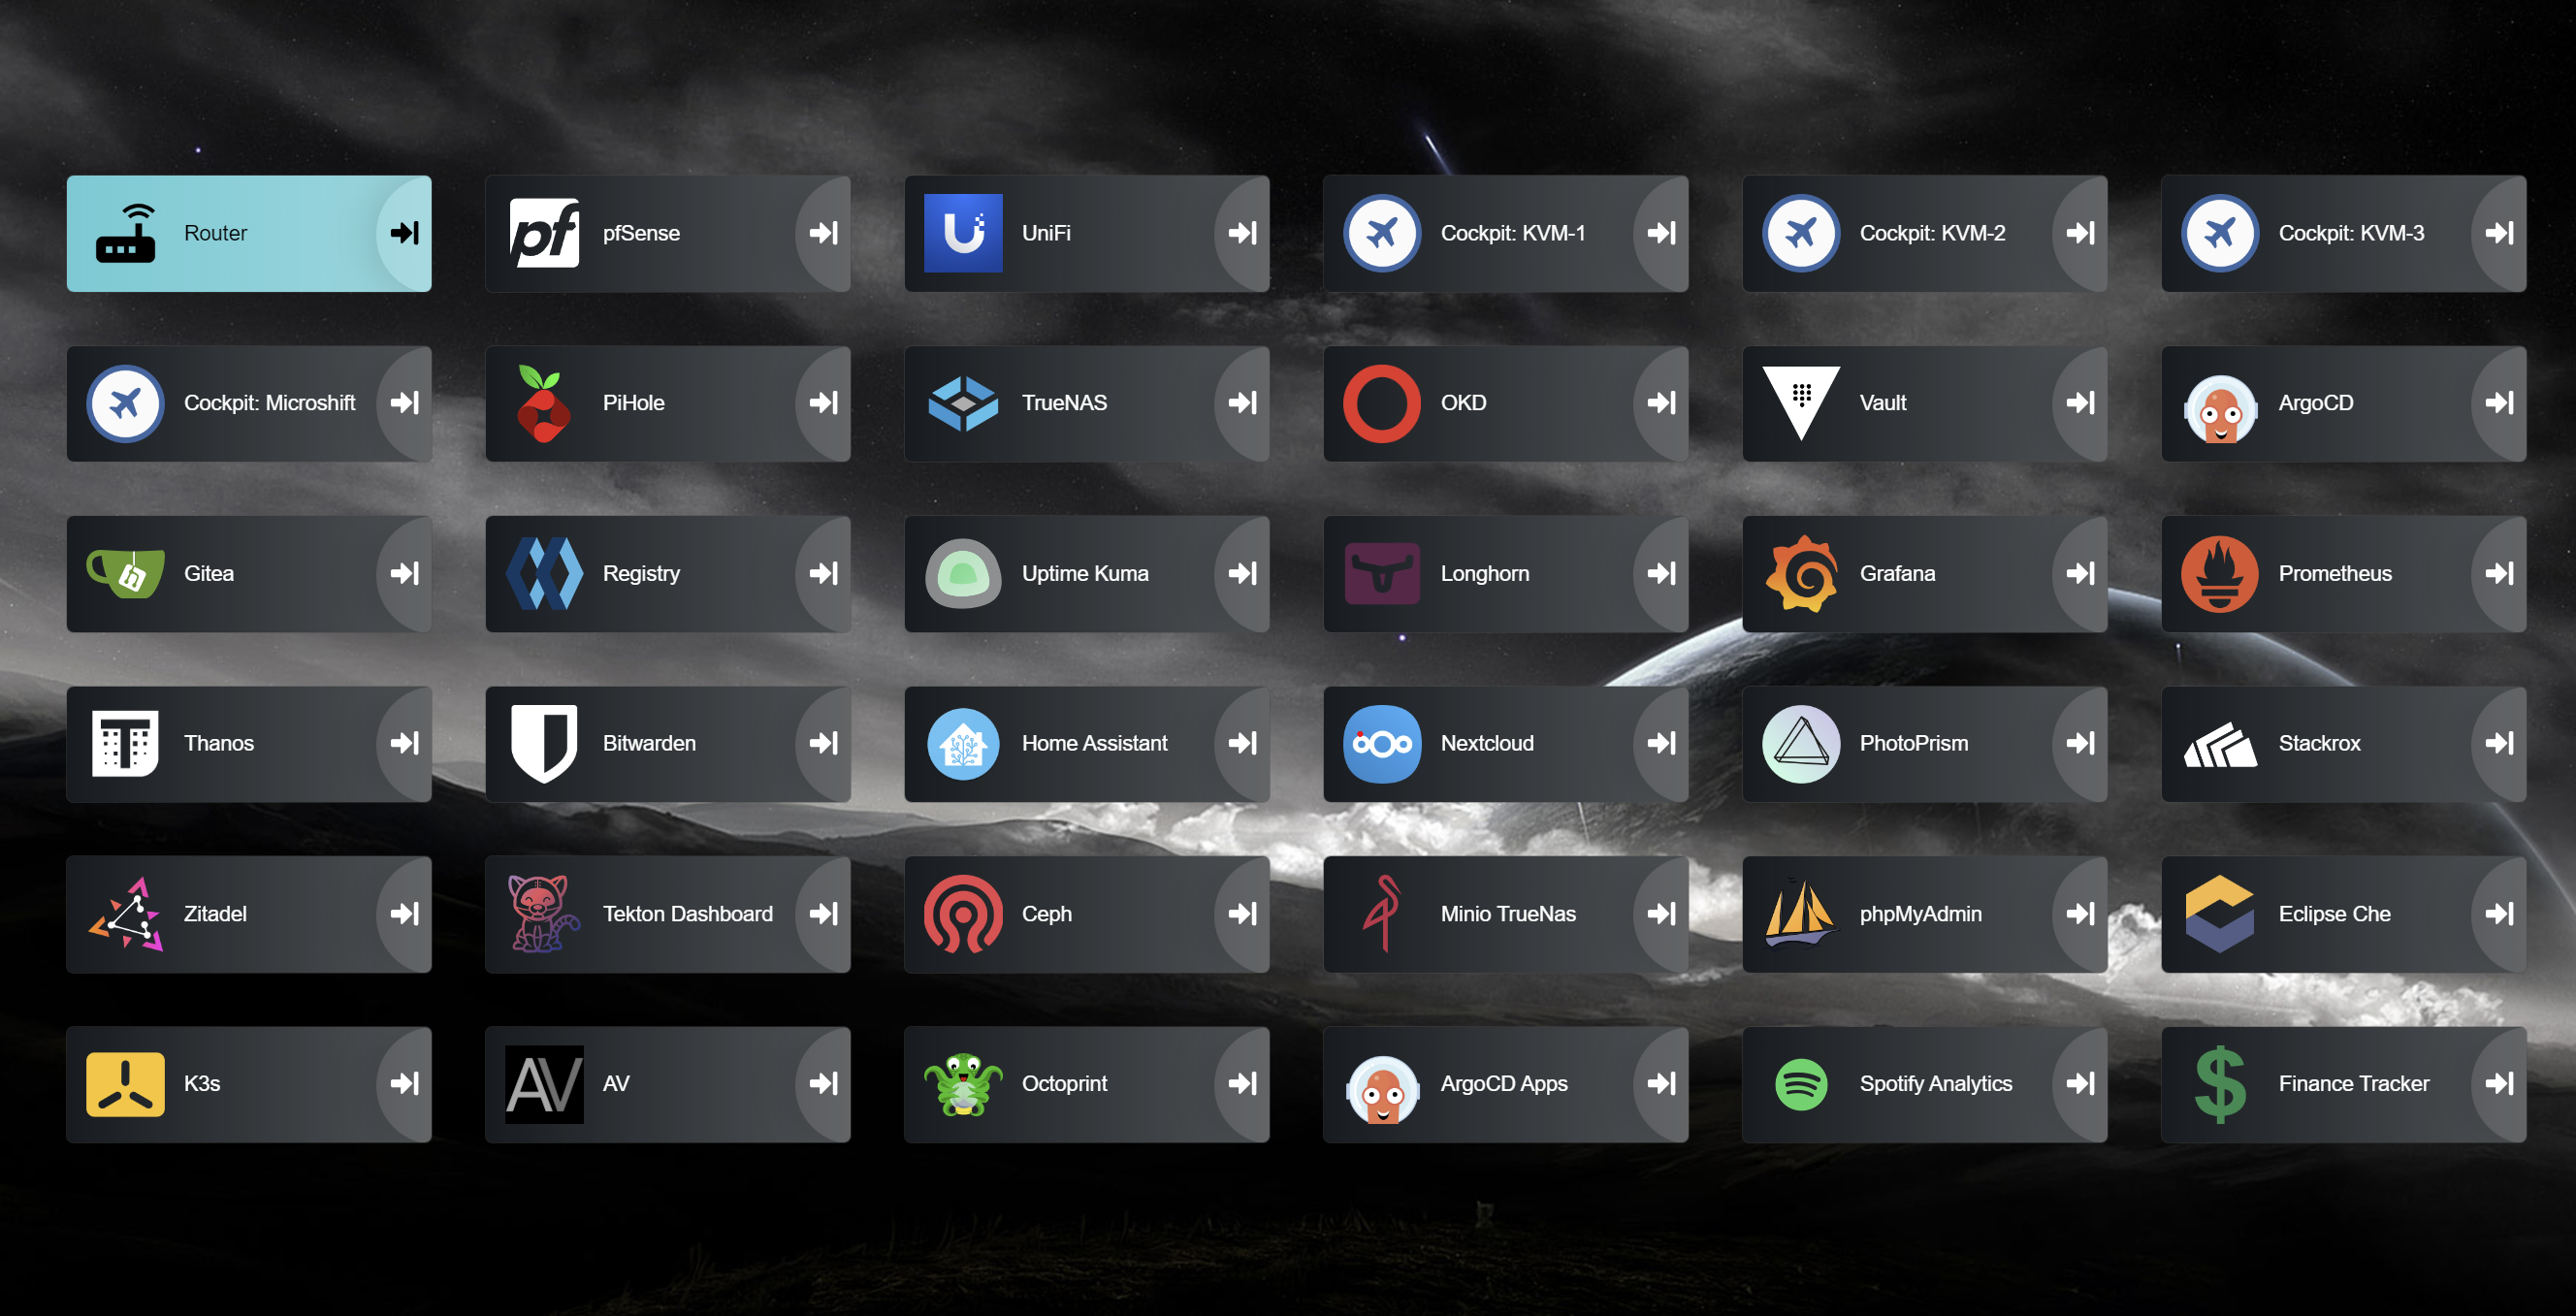 Router
pf
pfSense
UniFi
Cockpit: KVM-1
Cockpit: KVM-2
Cockpit: KVM-3
Cockpit: Microshift
PiHole
TrueNAS
OKD
Vault
ArgoCD
Gitea
Registry
Uptime Kuma
Longhorn
Grafana
Prometheus
Thanos
Bitwarden
Home Assistant
Nextcloud
PhotoPrism
Stackrox
Zitadel
Tekton Dashboard
Ceph
Minio TrueNas
phpMyAdmin
Eclipse Che
K3s
AV
AV
Octoprint
ArgoCD Apps
Spotify Analytics
$
Finance Tracker